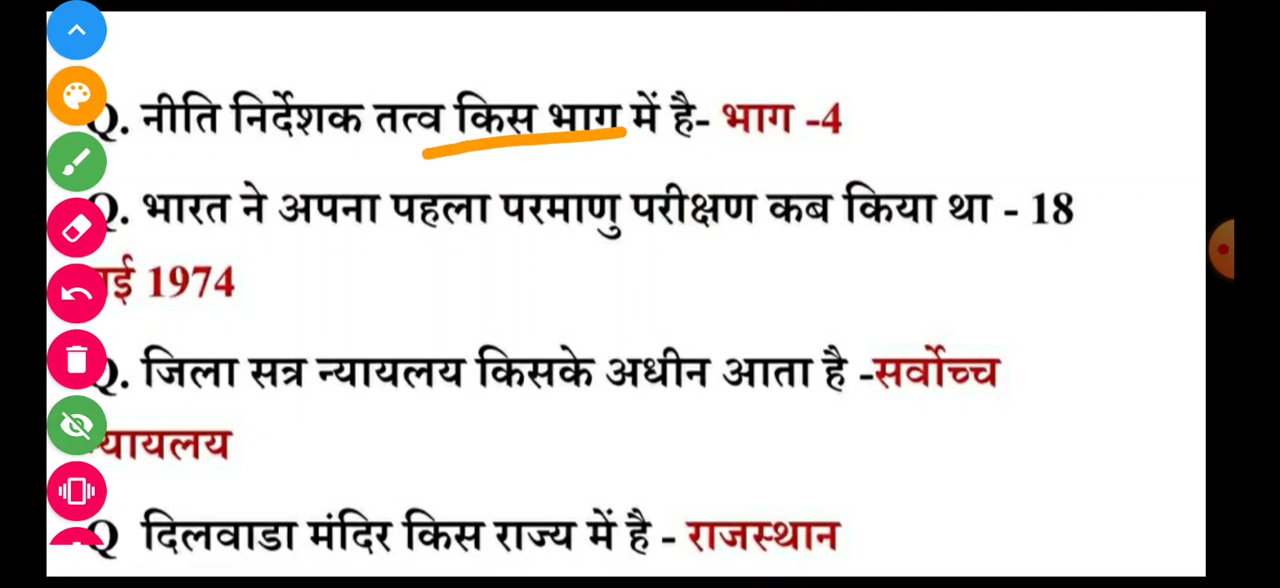 Q. नीति निर्देशक तत्व किस भाग में है- भाग -4
Q. भारत ने अपना पहला परमाणु परीक्षण कब किया था - 18
1974
Q. जिला सत्र न्यायलय किसके अधीन आता है -सर्वोच्च
न्यायलय
Q दिलवाडा मंदिर किस राज्य में है - राजस्थान